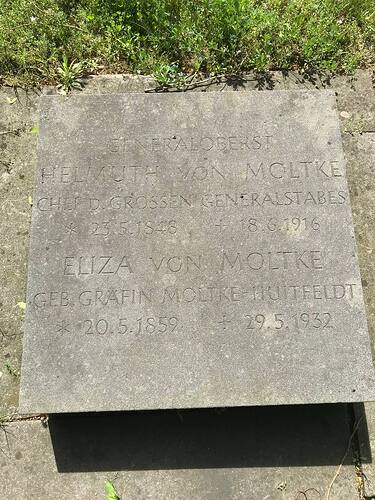 GENERALOBERST
HELMUTH VON MOLTKE
CHEF D. GROSSEN GENERALSTABES
* 23.5.1848 + 18.6.1916
ELIZA VON MOLTKE
GEB. GRÄFIN MOLTKE-HUITFELDT
* 20.5.1859 + 29.5.1932